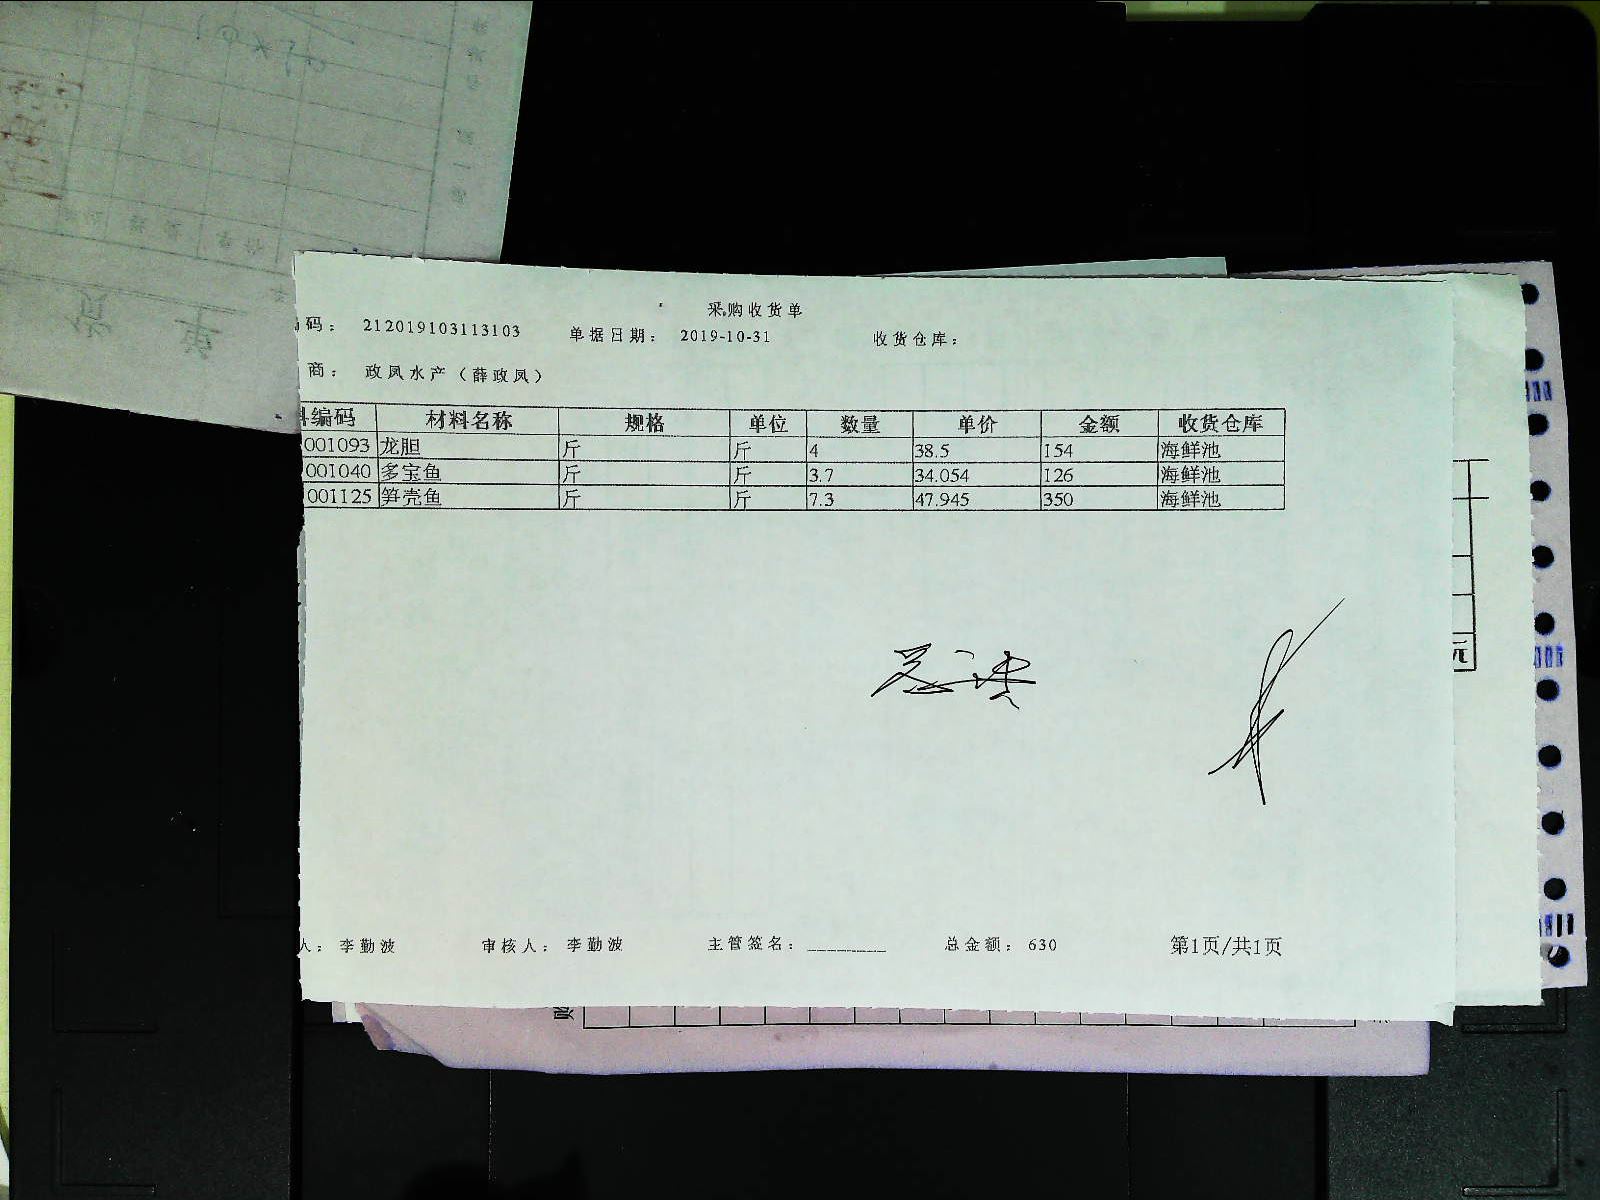 采购收货单
码： 212019103113103 单据日期： 2019-10-31 收货仓库：
商： 政凤水产（薛政凤）
编码 材料名称 规格 单位 数量 单价 金额 收货仓库
001093 龙胆 斤 斤 4 38.5 154 海鲜池
001040 多宝鱼 斤 斤 3.7 34.054 126 海鲜池
001125 笋壳鱼 斤 斤 7.3 47.945 350 海鲜池
人： 李勤波 审核人： 李勤波 主管签名： 总金额： 630 第1页/共1页
元